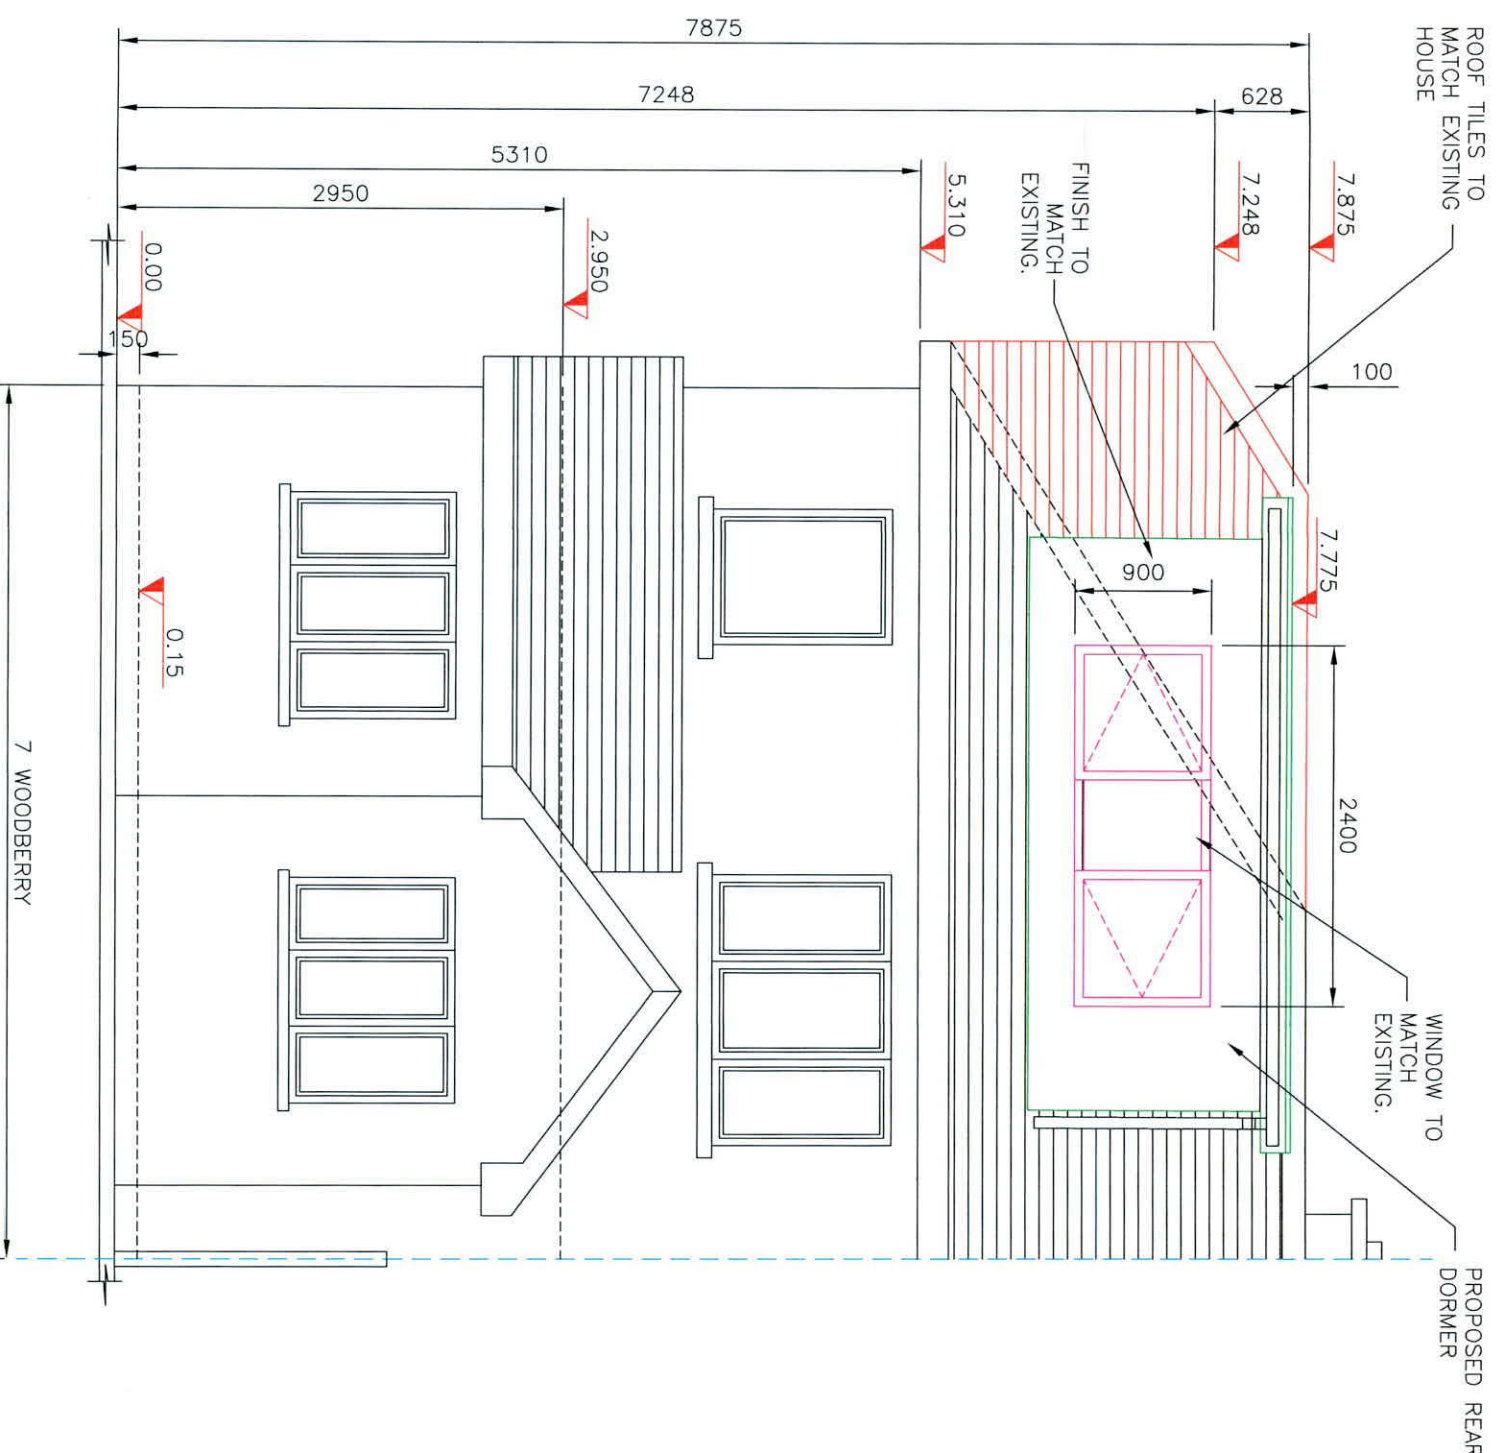 ROOF TILES TO
MATCH EXISTING
HOUSE
7875
7248
628
5310
2950
7.875
7.248
5.310
2.950
0.00
150
100
FINISH TO
MATCH
EXISTING.
7.775
900
2400
0.15
WINDOW TO
MATCH
EXISTING.
PROPOSED REAR
DORMER
7 WOODBERRY